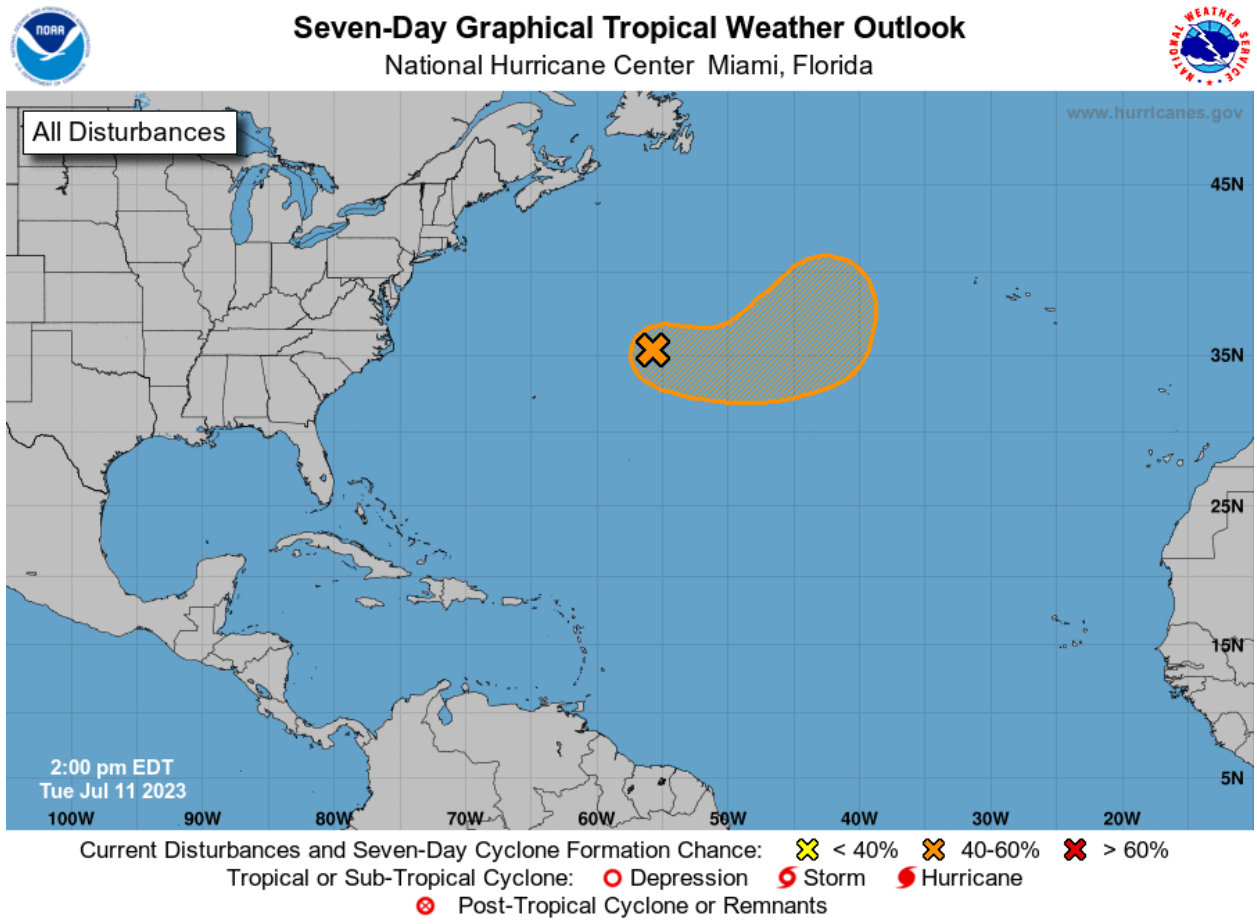 Seven-Day Graphical Tropical Weather Outlook
National Hurricane Center Miami, Florida
NOAA
NATIONAL WEATHER SERVICE
All Disturbances
www.hurricanes.gov
45N
35N
25N
15N
5N
2:00 pm EDT
Tue Jul 11 2023
100W 90W 80W 70W 60W 50W 40W 30W 20W
Current Disturbances and Seven-Day Cyclone Formation Chance: < 40% 40-60% > 60%
Tropical or Sub-Tropical Cyclone: Depression Storm Hurricane
Post-Tropical Cyclone or Remnants